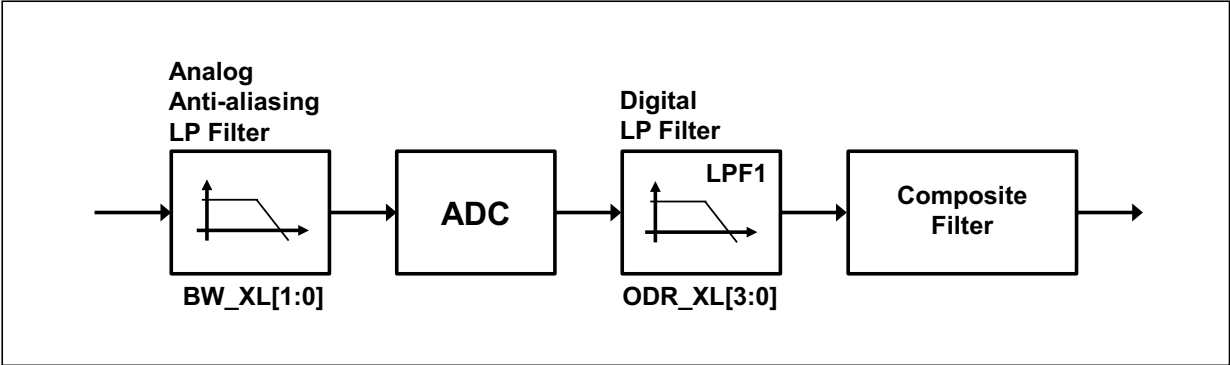 Analog
Anti-aliasing
LP Filter
BW_XL[1:0]
ADC
Digital
LP Filter
LPF1
ODR_XL[3:0]
Composite
Filter